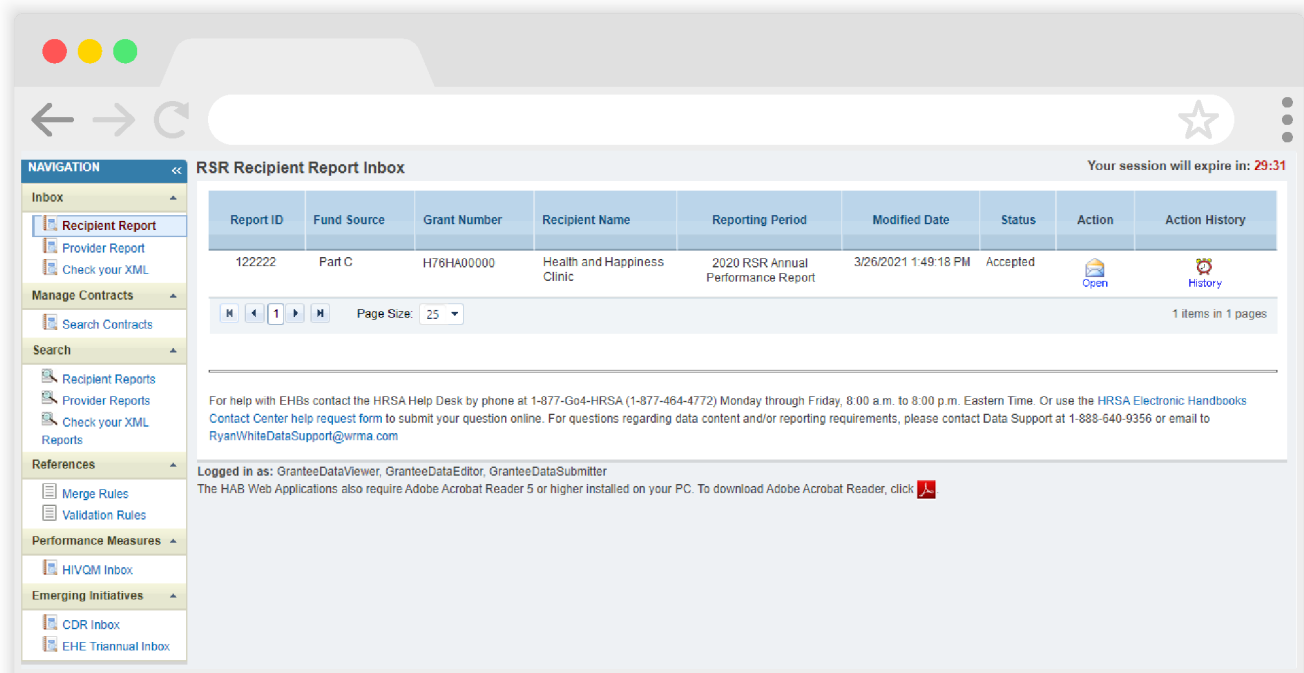 NAVIGATION «
Inbox
Recipient Report
Provider Report
Check your XML
Manage Contracts
Search Contracts
Search
Recipient Reports
Provider Reports
Check your XML
Reports
References
Merge Rules
Validation Rules
Performance Measures
HIVQM Inbox
Emerging Initiatives
CDR Inbox
EHE Triannual Inbox
RSR Recipient Report Inbox
Your session will expire in: 29:31
Report ID Fund Source Grant Number Recipient Name Reporting Period Modified Date Status Action Action History
122222 Part C H76HA00000 Health and Happiness Clinic 2020 RSR Annual Performance Report 3/26/2021 1:49:18 PM Accepted Open History
1 Page Size: 25 1 items in 1 pages
For help with EHBs contact the HRSA Help Desk by phone at 1-877-Go4-HRSA (1-877-464-4772) Monday through Friday, 8:00 a.m. to 8:00 p.m. Eastern Time. Or use the HRSA Electronic Handbooks
Contact Center help request form to submit your question online. For questions regarding data content and/or reporting requirements, please contact Data Support at 1-888-640-9356 or email to
RyanWhiteDataSupport@wrma.com
Logged in as: GranteeDataViewer, GranteeDataEditor, GranteeDataSubmitter
The HAB Web Applications also require Adobe Acrobat Reader 5 or higher installed on your PC. To download Adobe Acrobat Reader, click .